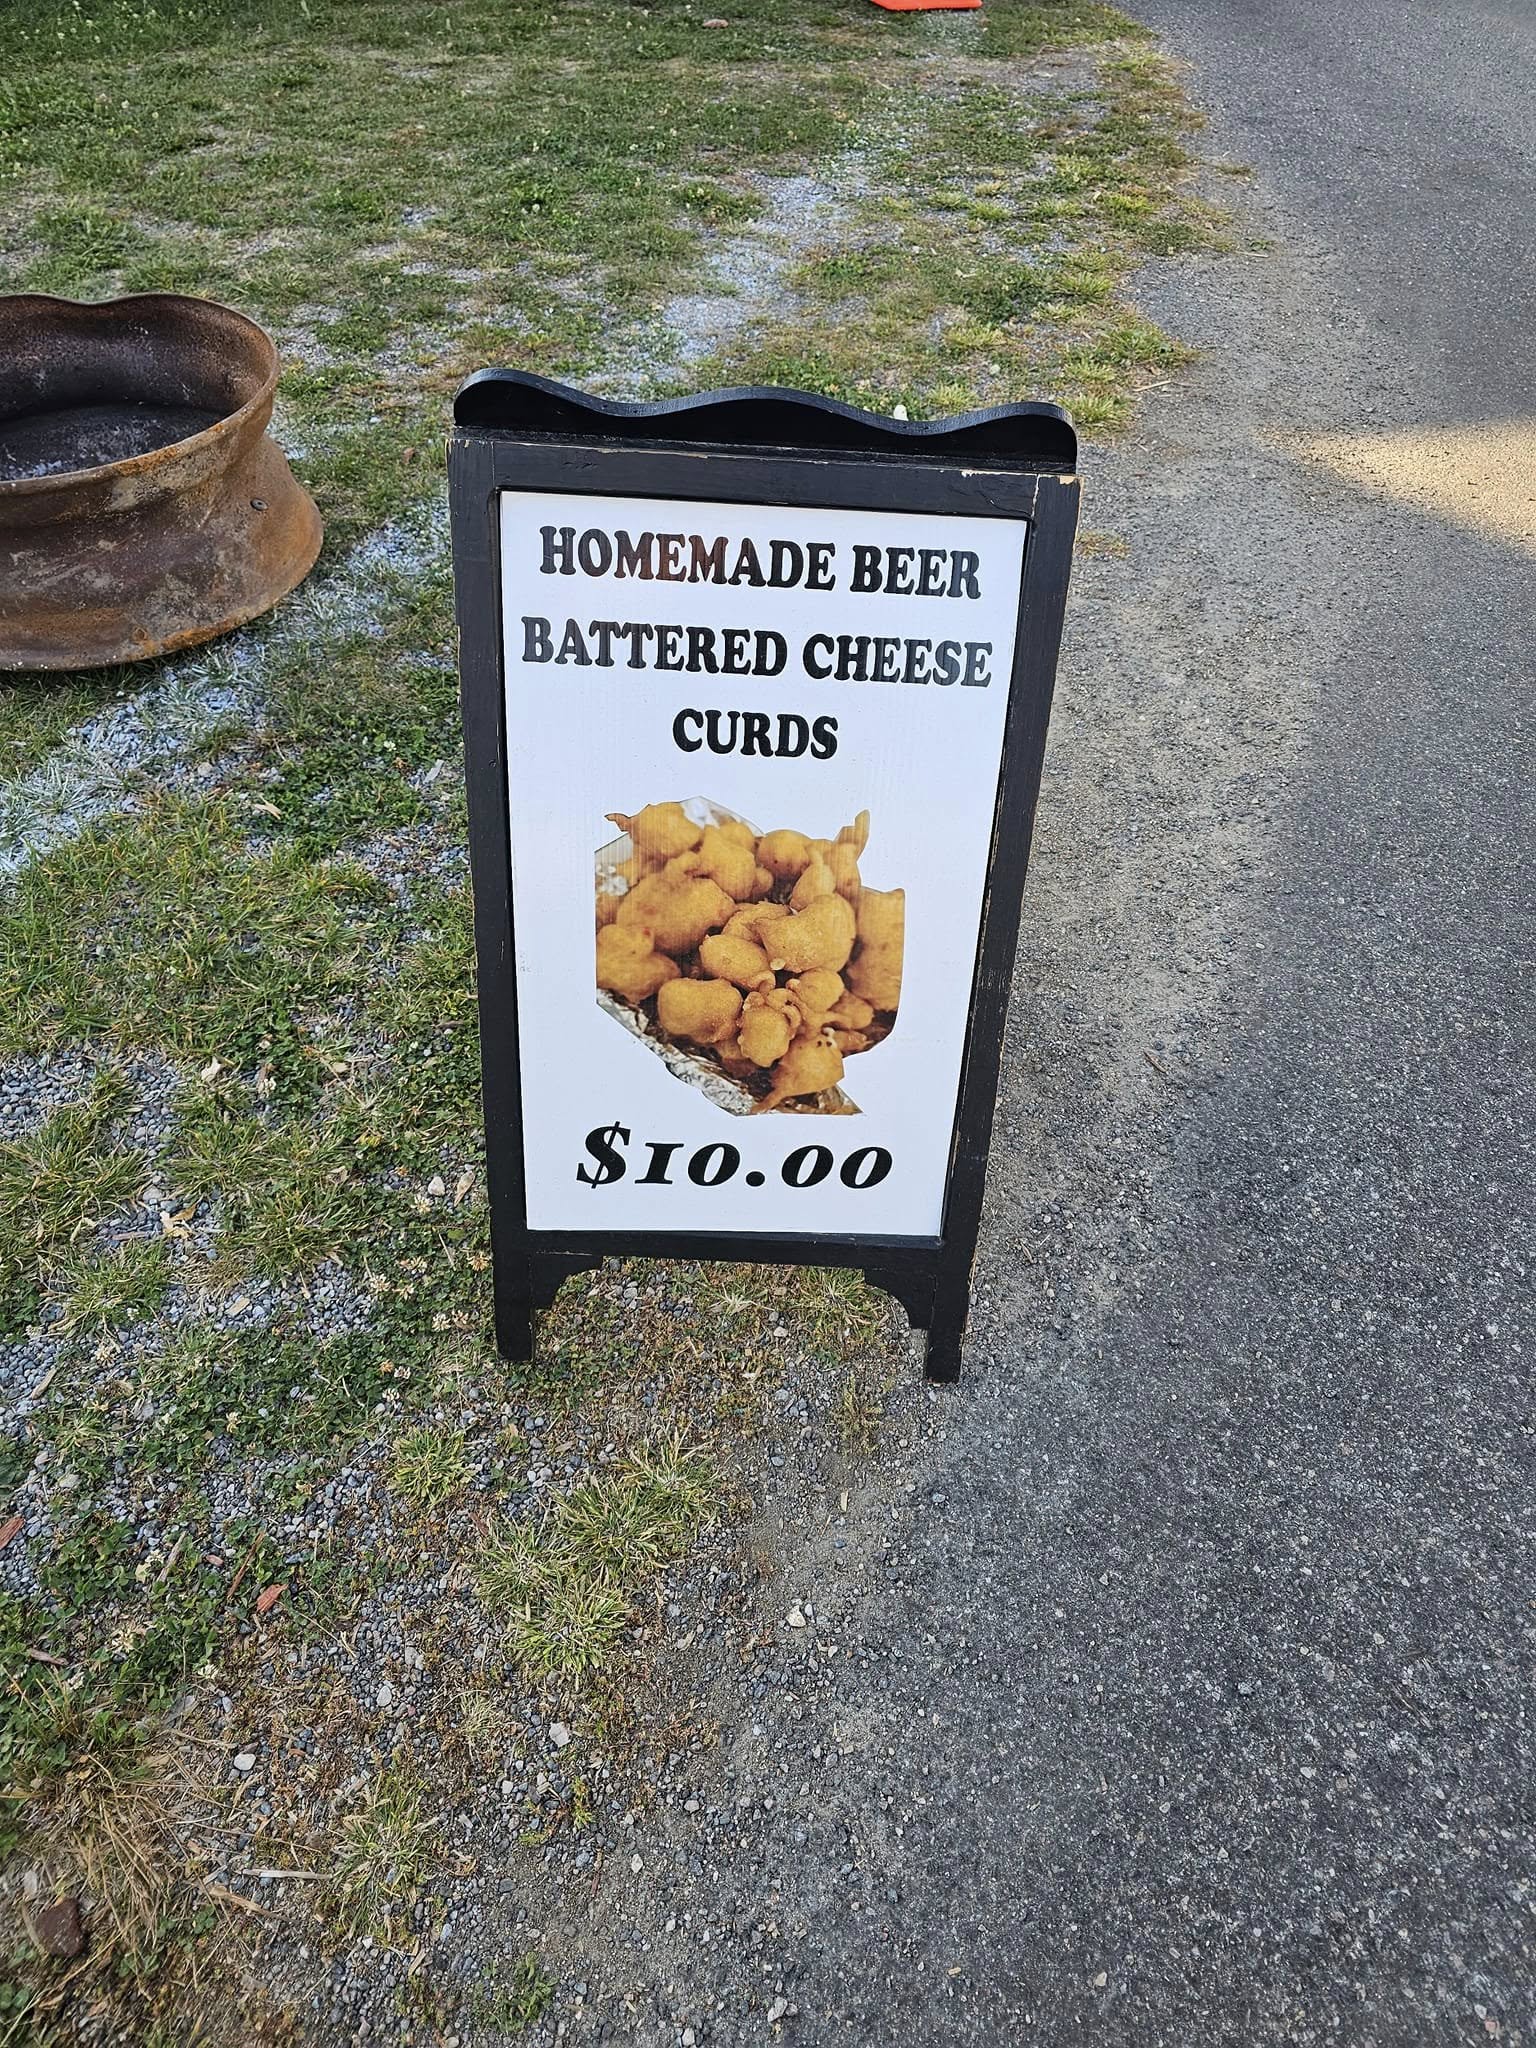 HOMEMADE BEER
BATTERED CHEESE
CURDS
$10.00